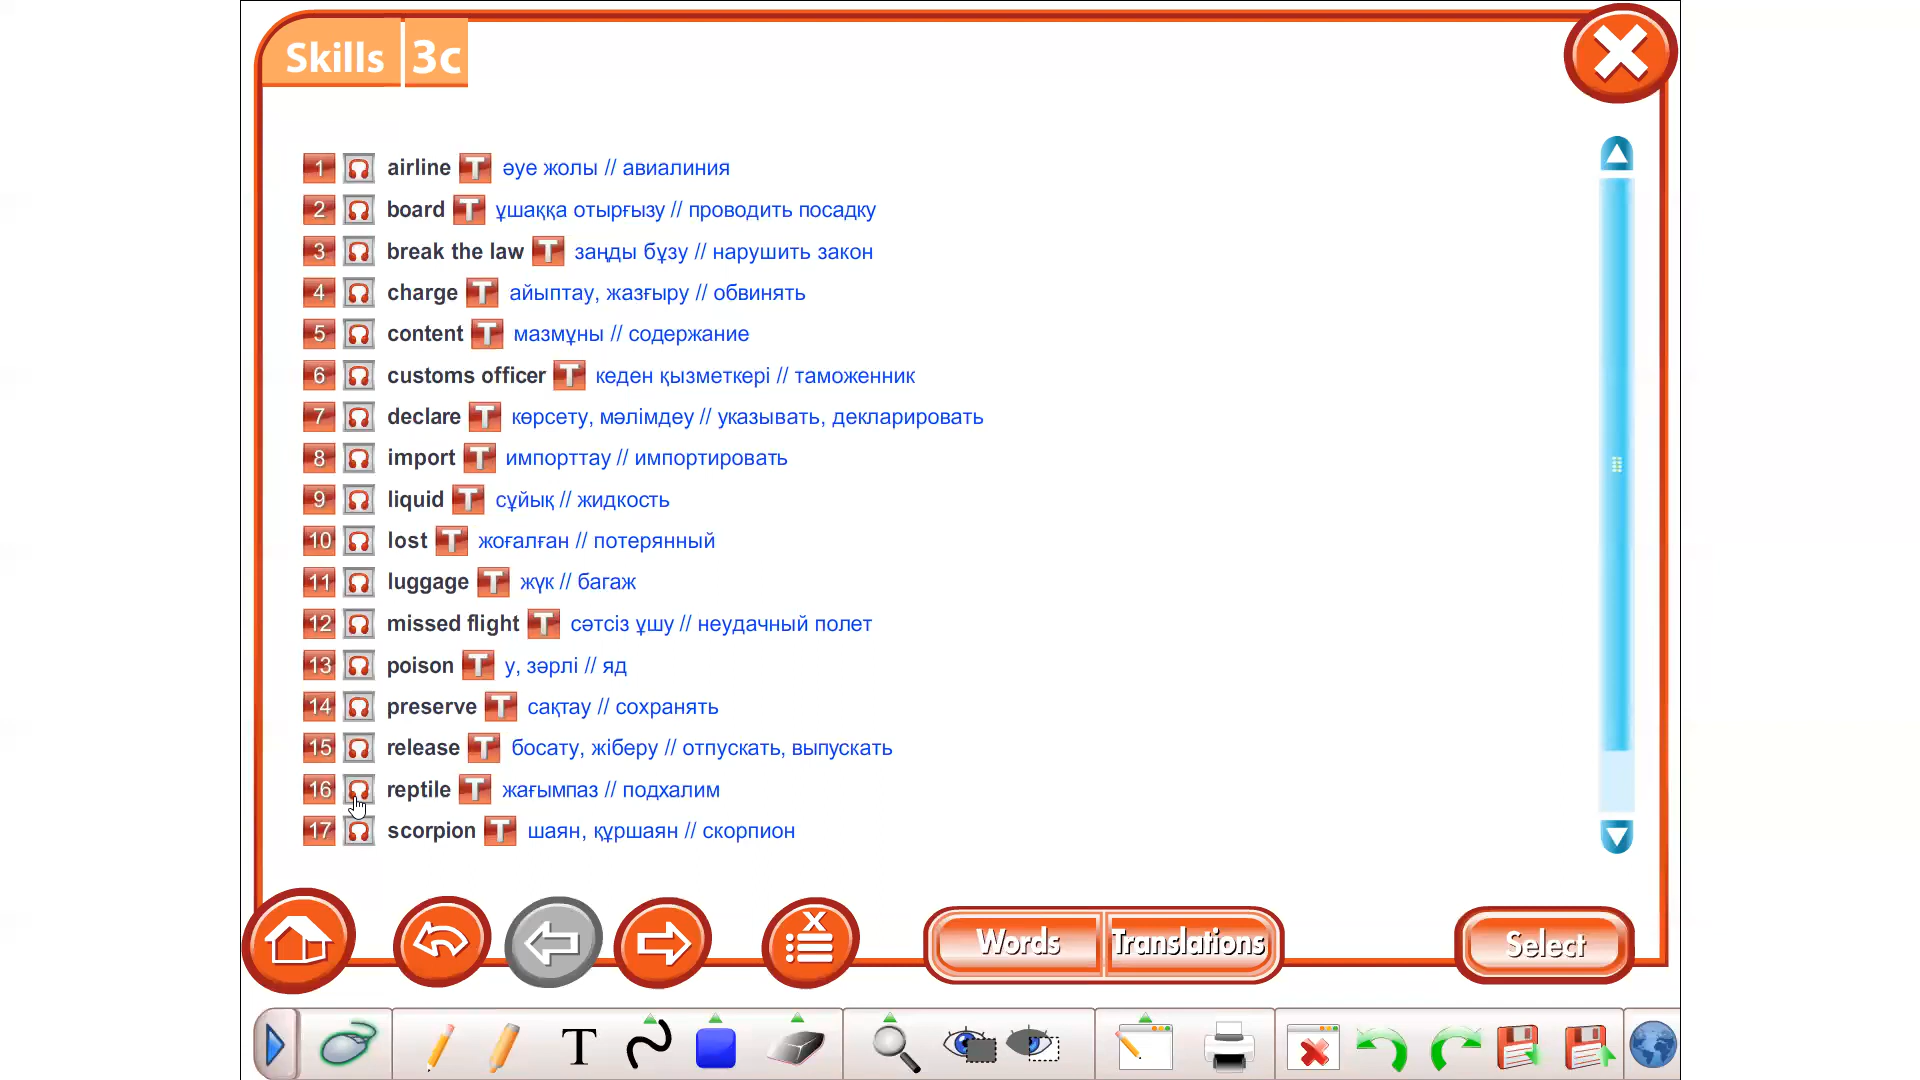 Skills 3c
1 airline T әуе жолы // авиалиния
2 board T ұшаққа отырғызу // проводить посадку
3 break the law T заңды бұзу // нарушить закон
4 charge T айыптау, жазғыру // обвинять
5 content T мазмұны // содержание
6 customs officer T кеден қызметкері // таможенник
7 declare T көрсету, мәлімдеу // указывать, декларировать
8 import T импорттау // импортировать
9 liquid T сұйық // жидкость
10 lost T жоғалған // потерянный
11 luggage T жүк // багаж
12 missed flight T сәтсіз ұшу // неудачный полет
13 poison T у, зәрлі // яд
14 preserve T сақтау // сохранять
15 release T босату, жіберу // отпускать, выпускать
16 reptile T жағымпаз // подхалим
17 scorpion T шаян, құршаян // скорпион
X
Words Translations Select
T